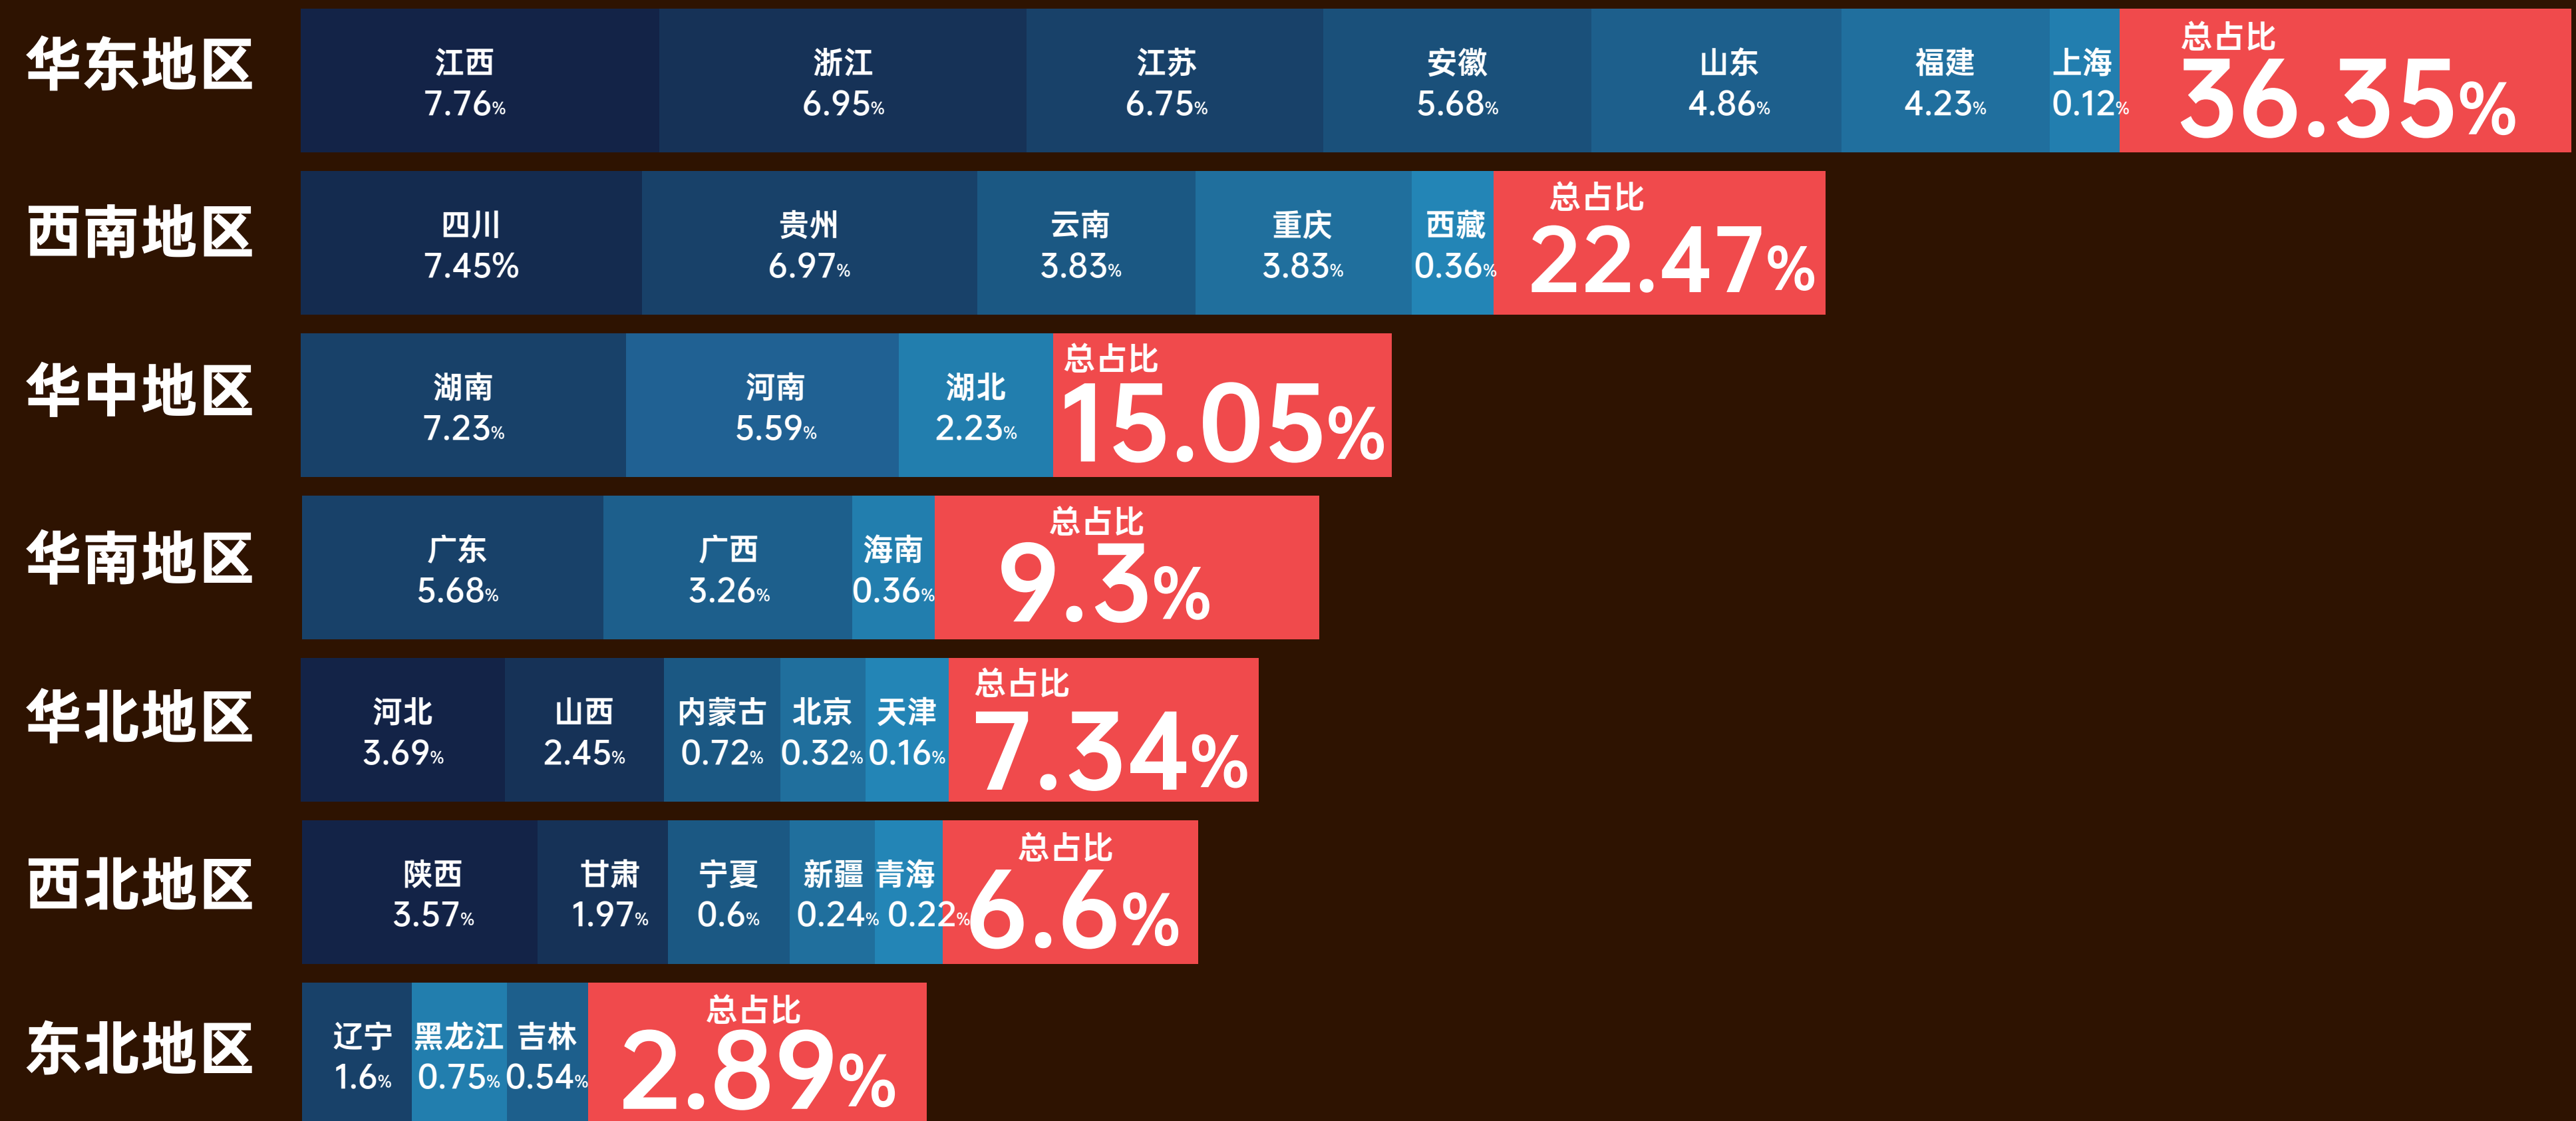 华东地区
江西 浙江 江苏 安徽 山东 福建 上海 总占比
7.76% 6.95% 6.75% 5.68% 4.86% 4.23% 0.12% 36.35%
西南地区
四川 贵州 云南 重庆 西藏 总占比
7.45% 6.97% 3.83% 3.83% 0.36% 22.47%
华中地区
湖南 河南 湖北 总占比
7.23% 5.59% 2.23% 15.05%
华南地区
广东 广西 海南 总占比
5.68% 3.26% 0.36% 9.3%
华北地区
河北 山西 内蒙古 北京 天津 总占比
3.69% 2.45% 0.72% 0.32% 0.16% 7.34%
西北地区
陕西 甘肃 宁夏 新疆 青海 总占比
3.57% 1.97% 0.6% 0.24% 0.22% 6.6%
东北地区
辽宁 黑龙江 吉林 总占比
1.6% 0.75% 0.54% 2.89%